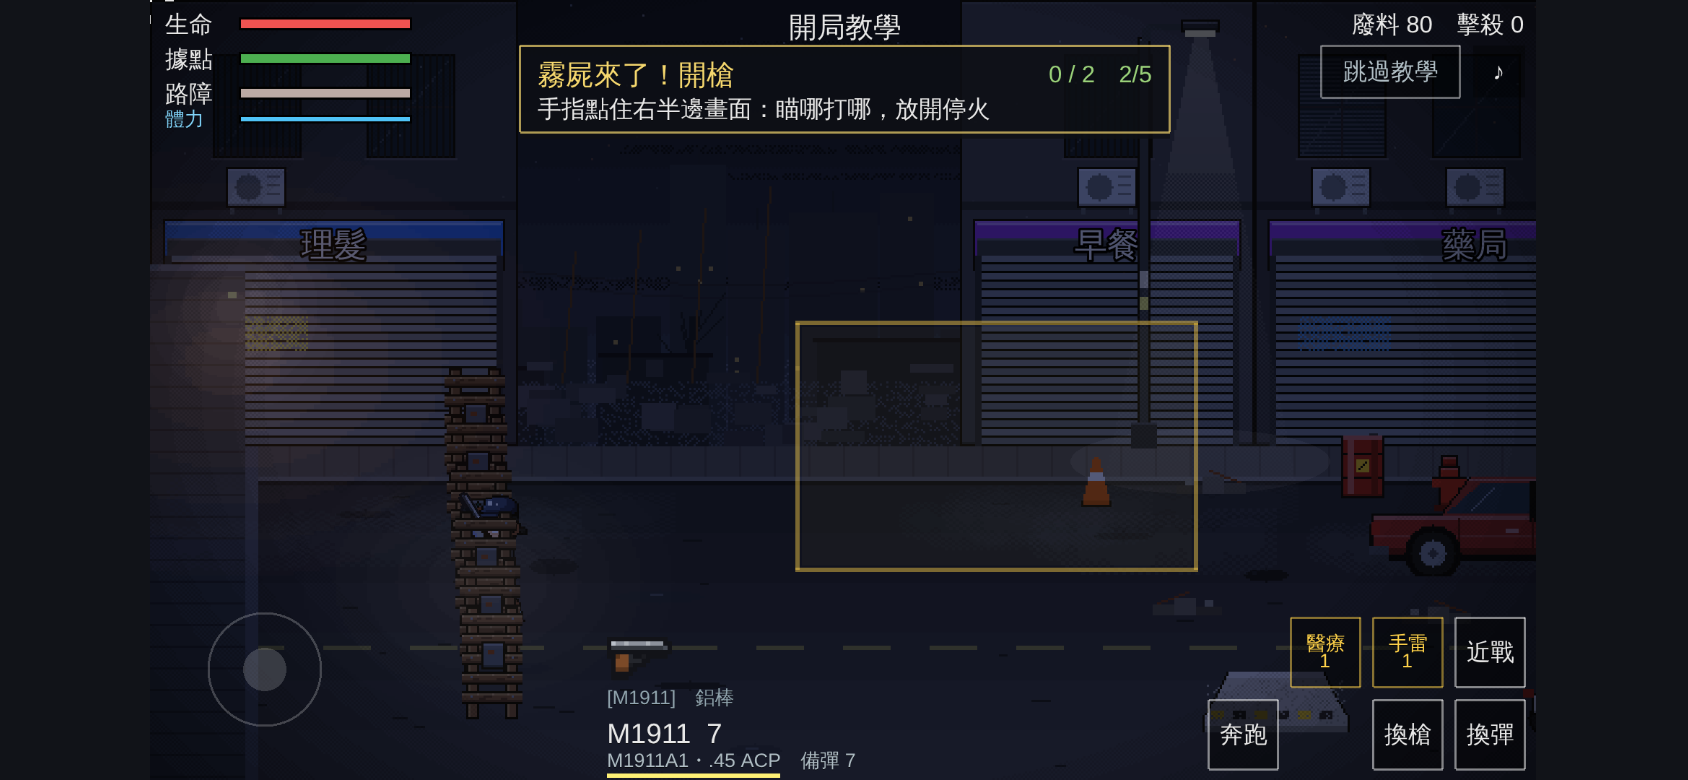 生命
據點
路障
體力
開局教學
霧屍來了！開槍 0 / 2 2/5
手指點住右半邊畫面：瞄哪打哪，放開停火
廢料 80 擊殺 0
跳過教學 ♪
理髮
早餐
藥局
醫療
1
手雷
1
近戰
奔跑
換槍
換彈
[M1911] 鋁棒
M1911 7
M1911A1・.45 ACP 備彈 7